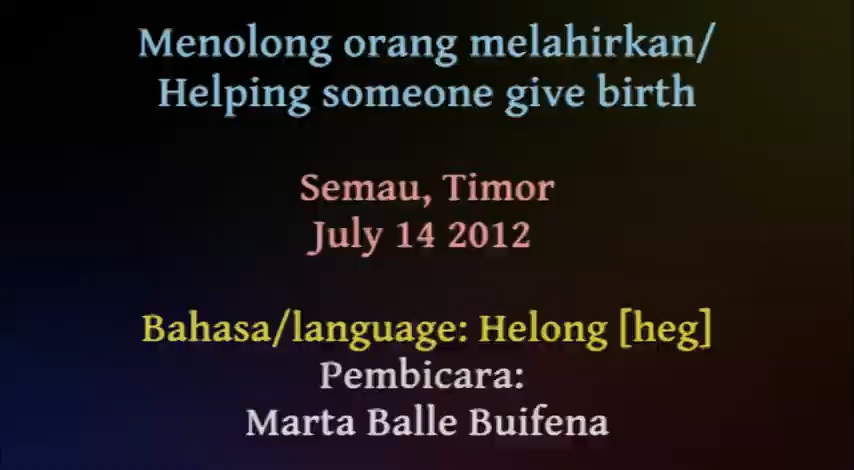 Menolong orang melahirkan/
Helping someone give birth
Semau, Timor
July 14 2012
Bahasa/language: Helong [heg]
Pembicara:
Marta Balle Buifena